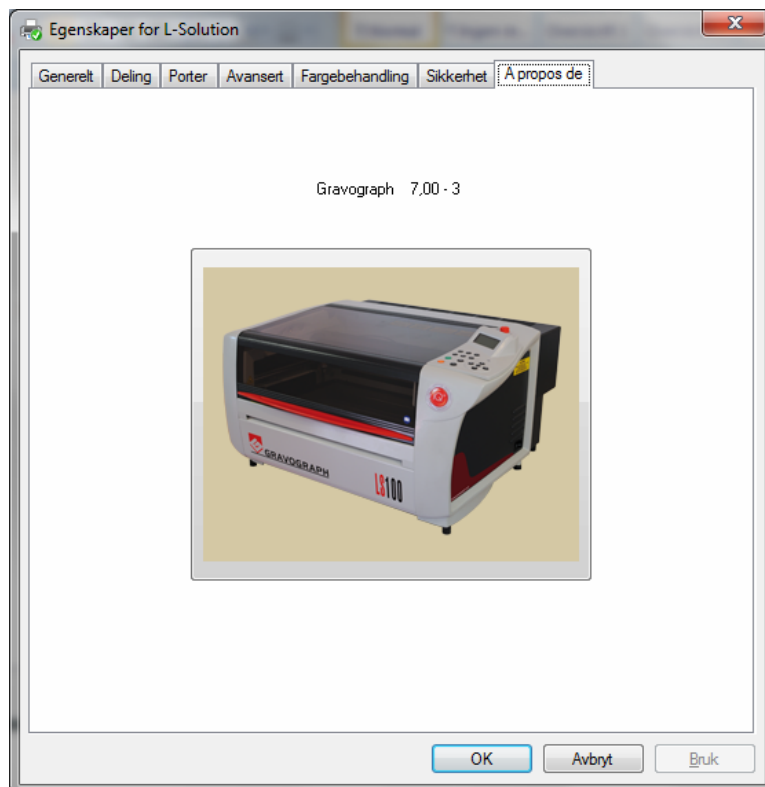 Egenskaper for L-Solution
Generelt Deling Porter Avansert Fargebehandling Sikkerhet A propos de
Gravograph 7,00 - 3
GRAVOGRAPH
LS100
OK Avbryt Bruk